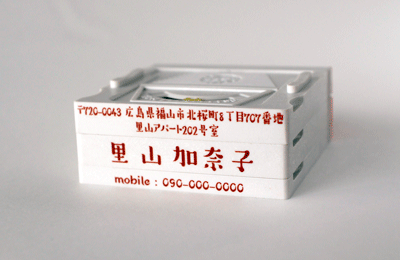 〒720-0043 広島県福山市北桜町8丁目707番地
里山アパート202号室
里山加奈子
mobile : 090-000-0000